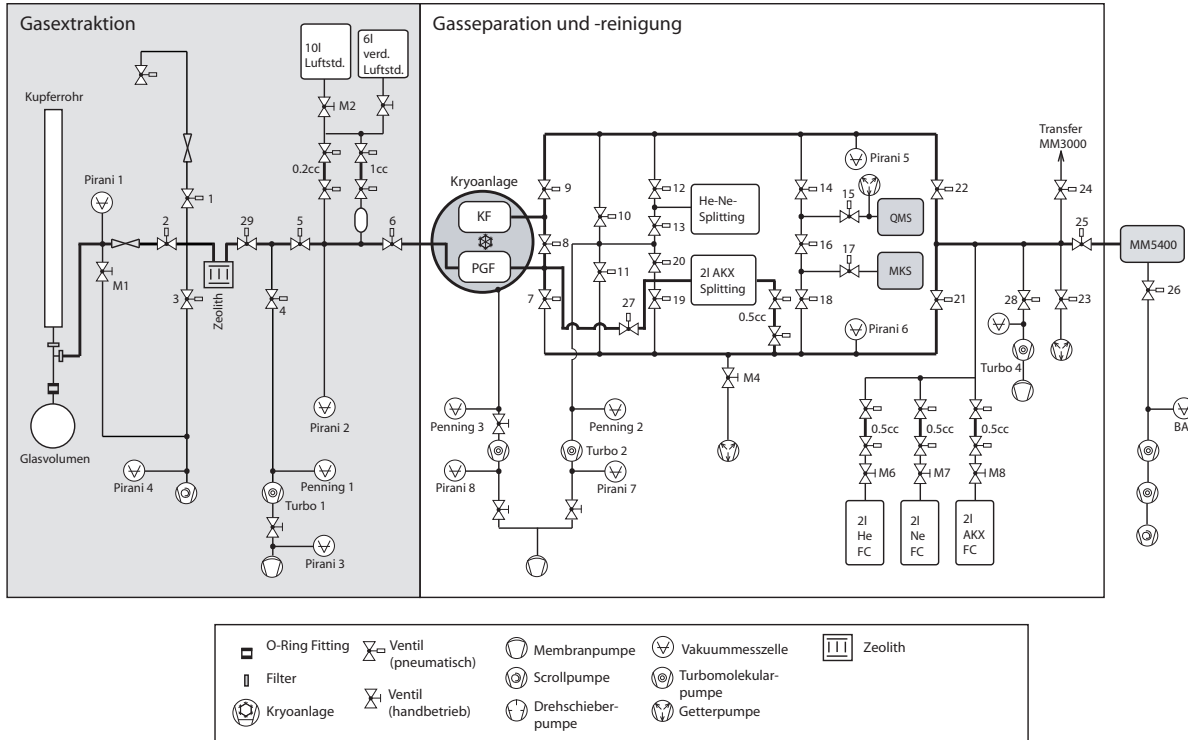 Gasextraktion
Gasseparation und -reinigung
Kupferrohr
10l
Luftstd.
6l
verd.
Luftstd.
M2
0.2cc
1cc
Pirani 1
1
2
29
5
6
M1
3
Zeolith
4
Glasvolumen
Pirani 4
Pirani 2
Penning 1
Turbo 1
Pirani 3
Kryoanlage
KF
PGF
9
8
7
10
11
12
13
20
19
27
He-Ne-
Splitting
2l AKX
Splitting
0.5cc
14
15
16
17
18
QMS
MKS
Pirani 5
Pirani 6
22
21
Transfer
MM3000
24
25
23
28
Turbo 4
MM5400
26
BA
M4
Penning 3
Pirani 8
Penning 2
Turbo 2
Pirani 7
0.5cc
0.5cc
0.5cc
M6
M7
M8
2l
He
FC
2l
Ne
FC
2l
AKX
FC
O-Ring Fitting
Filter
Kryoanlage
Ventil
(pneumatisch)
Ventil
(handbetrieb)
Membranpumpe
Scrollpumpe
Drehschieber-
pumpe
Vakuummesszelle
Turbomolekular-
pumpe
Getterpumpe
Zeolith